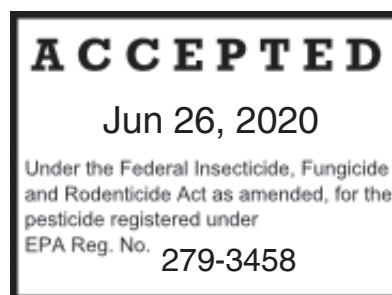 ACCEPTED
Jun 26, 2020
Under the Federal Insecticide, Fungicide
and Rodenticide Act as amended, for the
pesticide registered under
EPA Reg. No. 279-3458